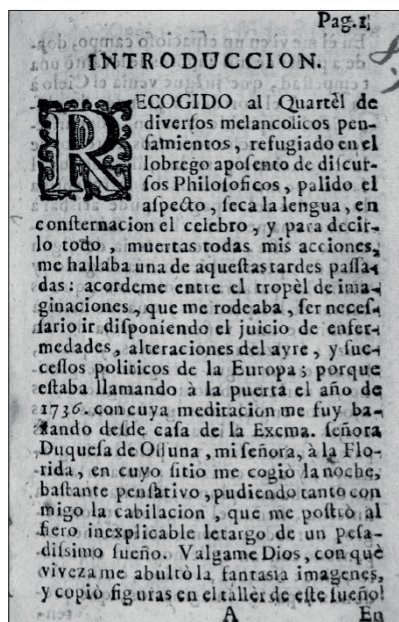 Pag.1
INTRODUCCION.
RECOGIDO al Quartèl de
diverſos melancolicos pen-
ſamientos, refugiado en el
lobrego apoſento de diſcur-
ſos Philoſoficos, palido el
aſpecto, ſeca la lengua, en
conſternacion el celebro, y para decir-
lo todo, muertas todas mis acciones,
me hallaba una de aqueſtas tardes paſſa-
das: acordeme entre el tropèl de ima-
ginaciones, que me rodeaba, ſer neceſ-
ſario ir diſponiendo el juicio de enfer-
medades, alteraciones del ayre, y ſuc-
ceſſos politicos de la Europa; porque
eſtaba llamando à la puerta el año de
1736. con cuya meditacion me fuy ba-
xando deſde caſa de la Excma. ſeñora
Duqueſa de Oſſuna, mi ſeñora, à la Flo-
rida, en cuyo ſitio me cogiò la noche,
baſtante penſativo, pudiendo tanto con
migo la cabilacion, que me poſtrò al
fiero inexplicable letargo de un peſa-
diſsimo ſueño. Valgame Dios, con què
viveza me abultò la fantasìa imagenes,
y copiò figuras en el tallèr de eſte ſueño!
A En